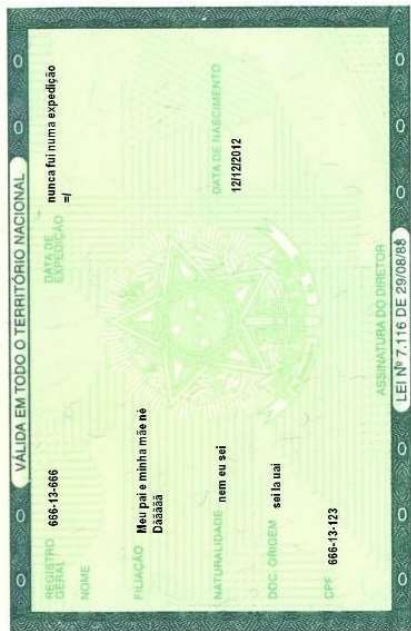 VÁLIDA EM TODO O TERRITÓRIO NACIONAL
REGISTRO GERAL 666-13-666
DATA DE EXPEDIÇÃO nunca fui numa expedição
=/
NOME
FILIAÇÃO Meu pai e minha mãe né
Dããããã
NATURALIDADE nem eu sei
DATA DE NASCIMENTO
12/12/2012
DOC. ORIGEM sei la uai
CPF 666-13-123
ASSINATURA DO DIRETOR
LEI Nº 7.116 DE 29/08/83